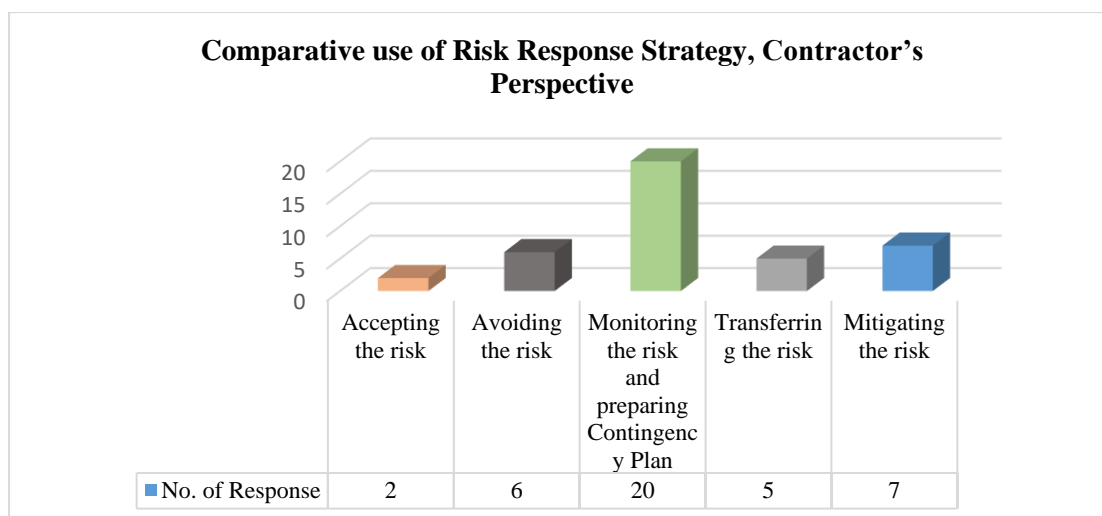 Comparative use of Risk Response Strategy, Contractor’s
Perspective
20
15
10
5
0
Accepting
the risk
Avoiding
the risk
Monitoring
the risk
and
preparing
Contingenc
y Plan
Transferrin
g the risk
Mitigating
the risk
No. of Response 2 6 20 5 7